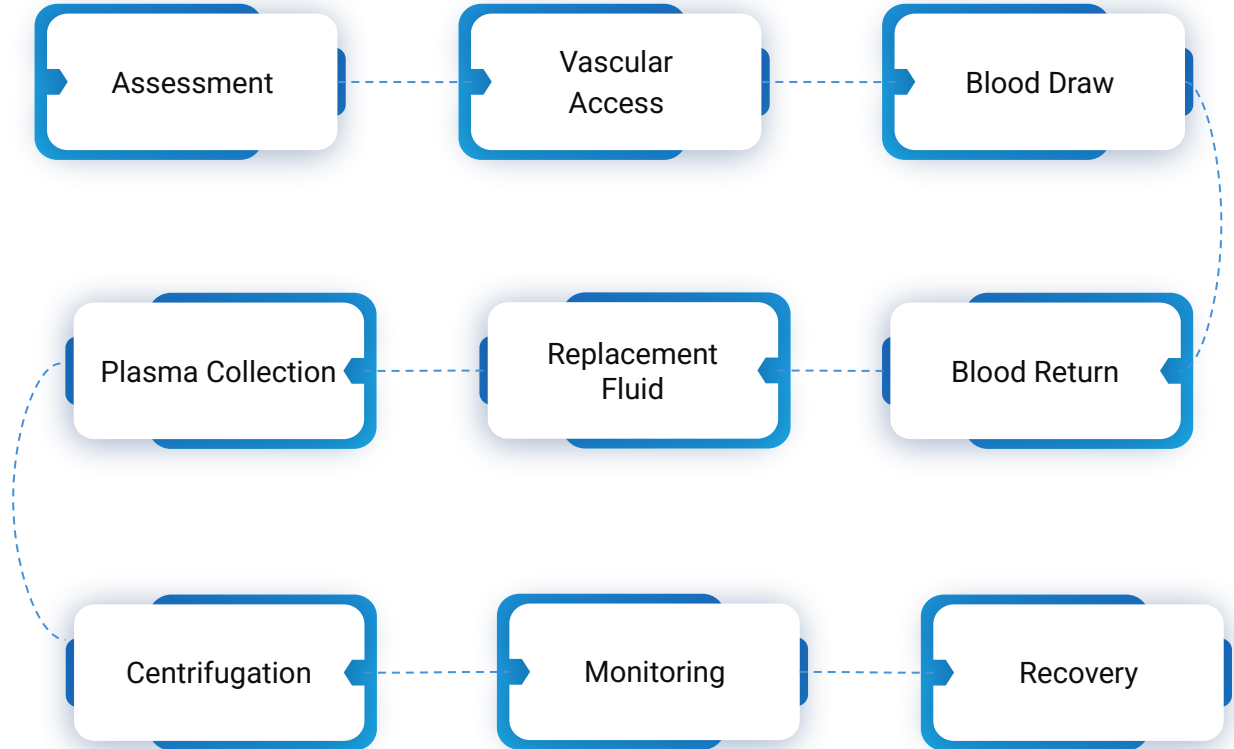 Assessment
Vascular
Access
Blood Draw
Blood Return
Replacement
Fluid
Plasma Collection
Centrifugation
Monitoring
Recovery